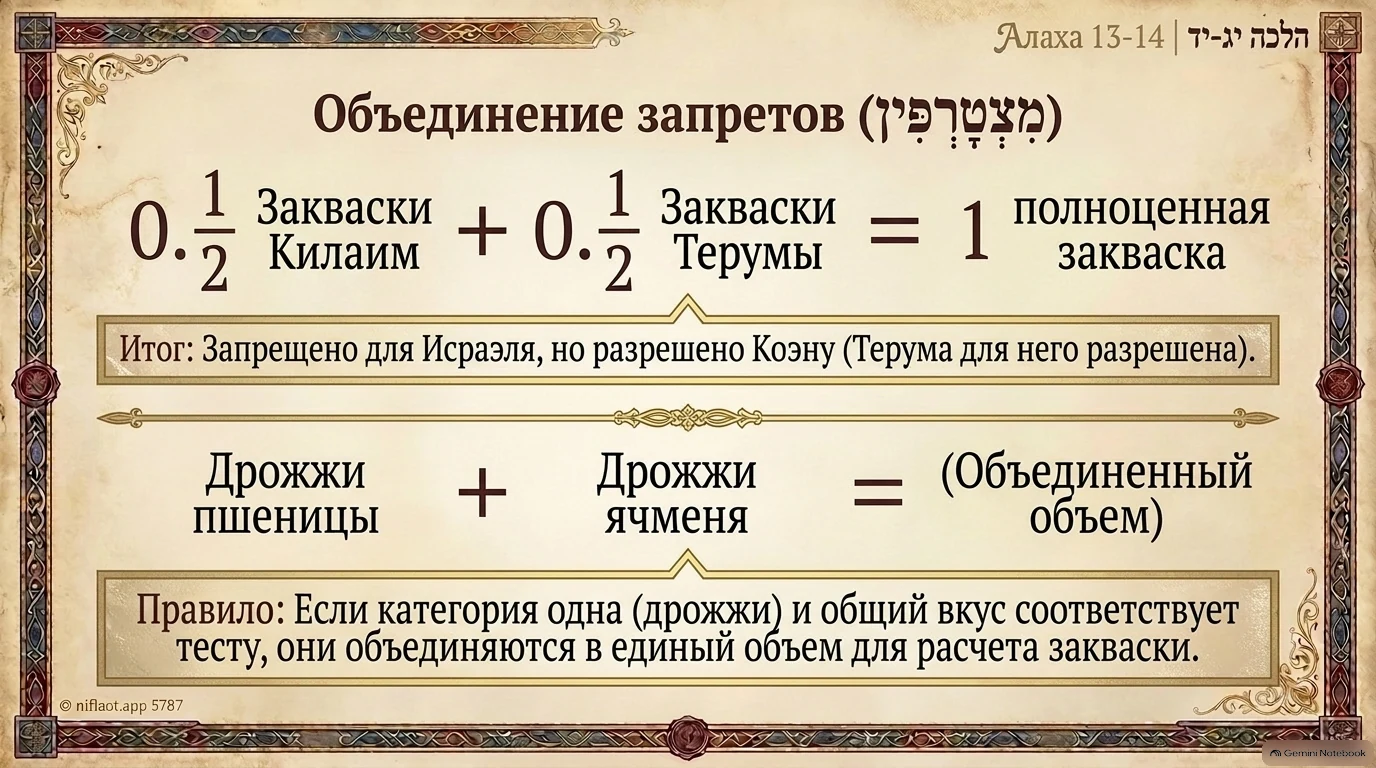 Алаха 13-14 | הלכה יג-יד
Объединение запретов (מִצְטָרְפִּין)
0.1/2 Закваски Килаим + 0.1/2 Закваски Терумы = 1 полноценная закваска
Итог: Запрещено для Исраэля, но разрешено Коэну (Терума для него разрешена).
Дрожжи пшеницы + Дрожжи ячменя = (Объединенный объем)
Правило: Если категория одна (дрожжи) и общий вкус соответствует
тесту, они объединяются в единый объем для расчета закваски.
© niflaot.app 5787
Gemini Notebook